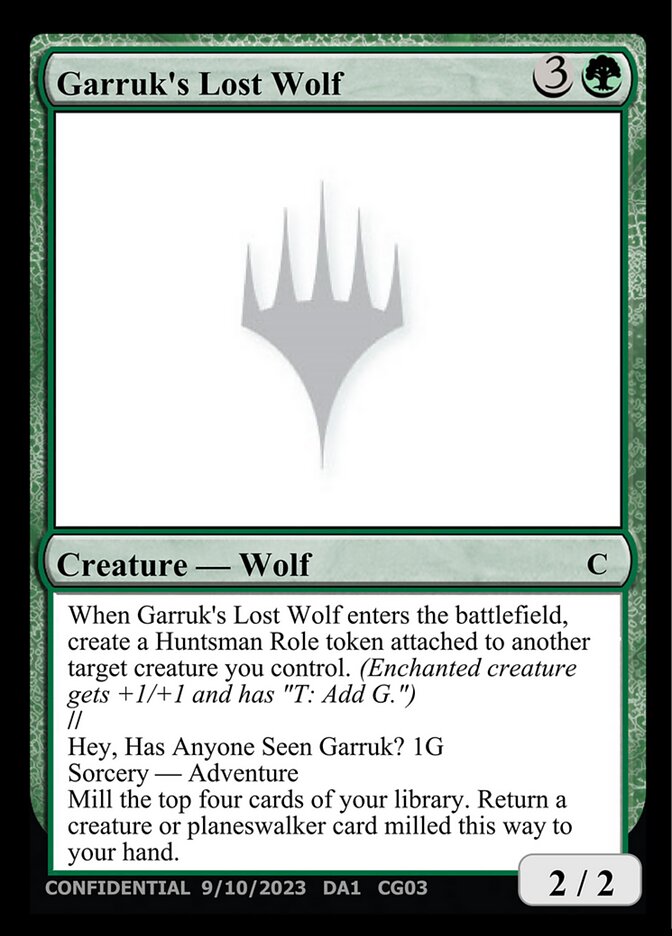 Garruk's Lost Wolf 3
Creature — Wolf C
When Garruk's Lost Wolf enters the battlefield,
create a Huntsman Role token attached to another
target creature you control. (Enchanted creature
gets +1/+1 and has "T: Add G.")
//
Hey, Has Anyone Seen Garruk? 1G
Sorcery — Adventure
Mill the top four cards of your library. Return a
creature or planeswalker card milled this way to
your hand.
CONFIDENTIAL 9/10/2023 DA1 CG03
2 / 2